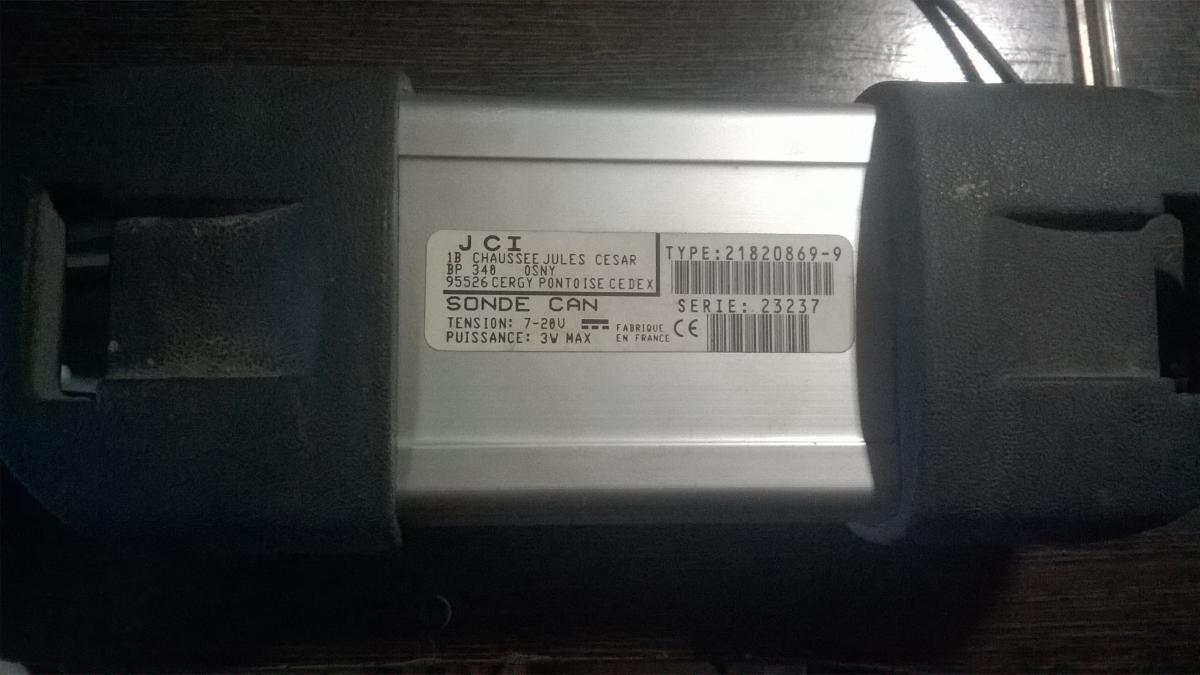 JCI
1B CHAUSSEE JULES CESAR
BP 340 OSNY
95526 CERGY PONTOISE CEDEX
SONDE CAN
TENSION: 7-20V
PUISSANCE: 3W MAX
FABRIQUE
EN FRANCE
CE
TYPE:21820869-9
SERIE: 23237